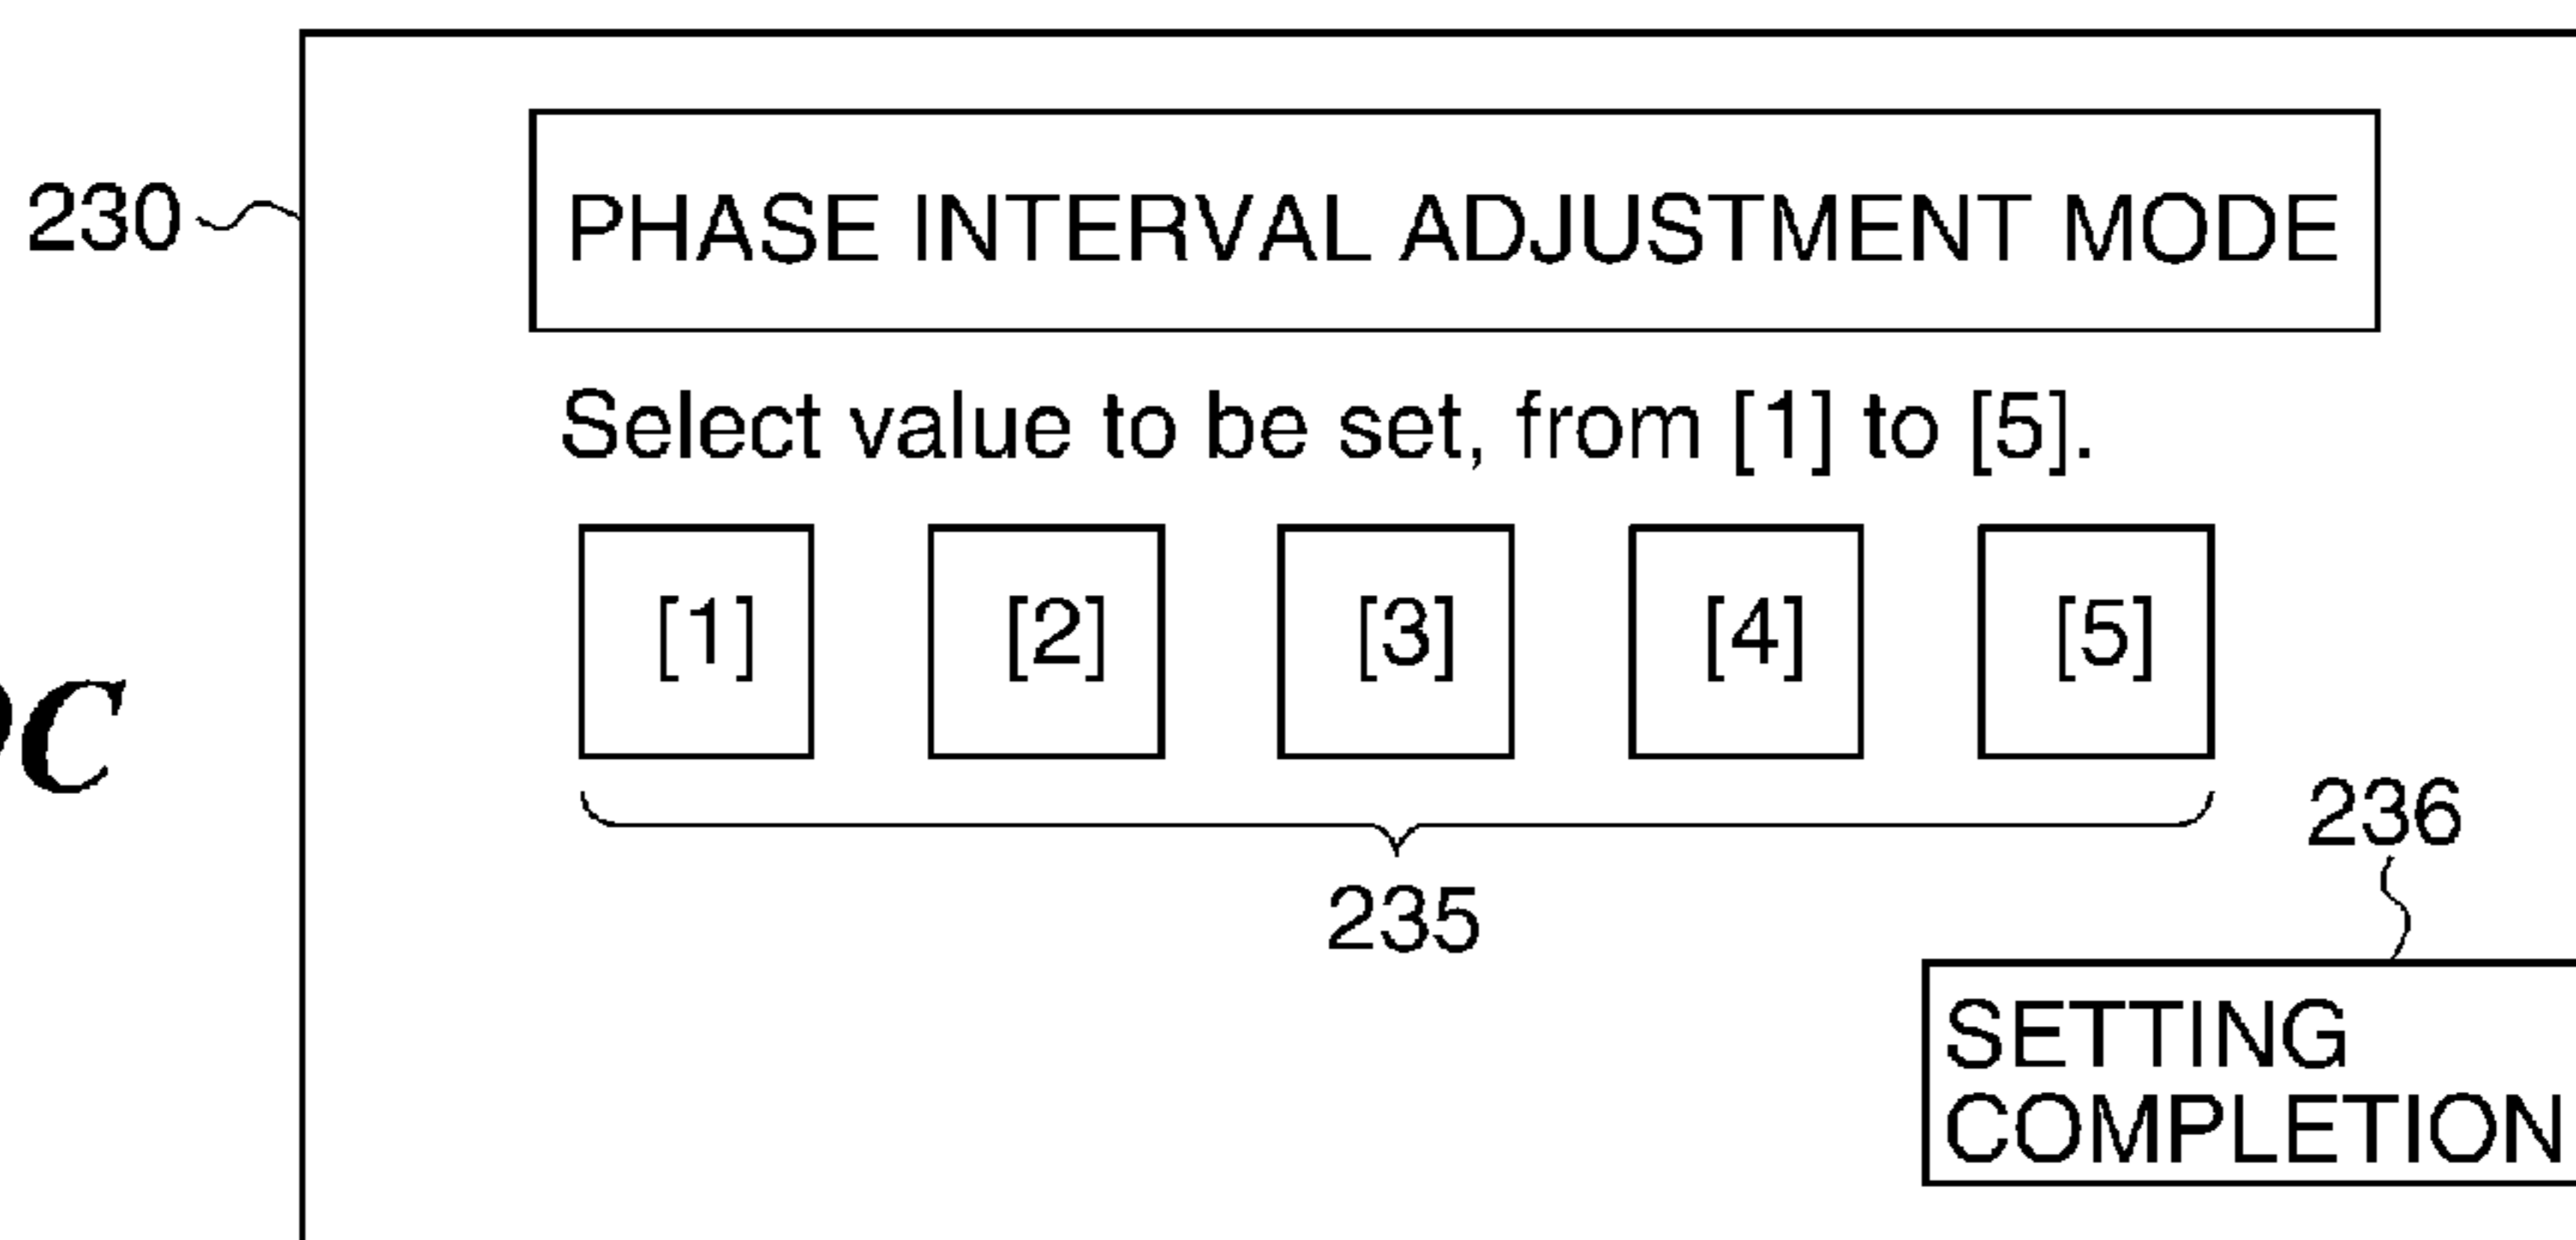 230
PHASE INTERVAL ADJUSTMENT MODE
Select value to be set, from [1] to [5].
[1] [2] [3] [4] [5]
C
235
236
SETTING
COMPLETION